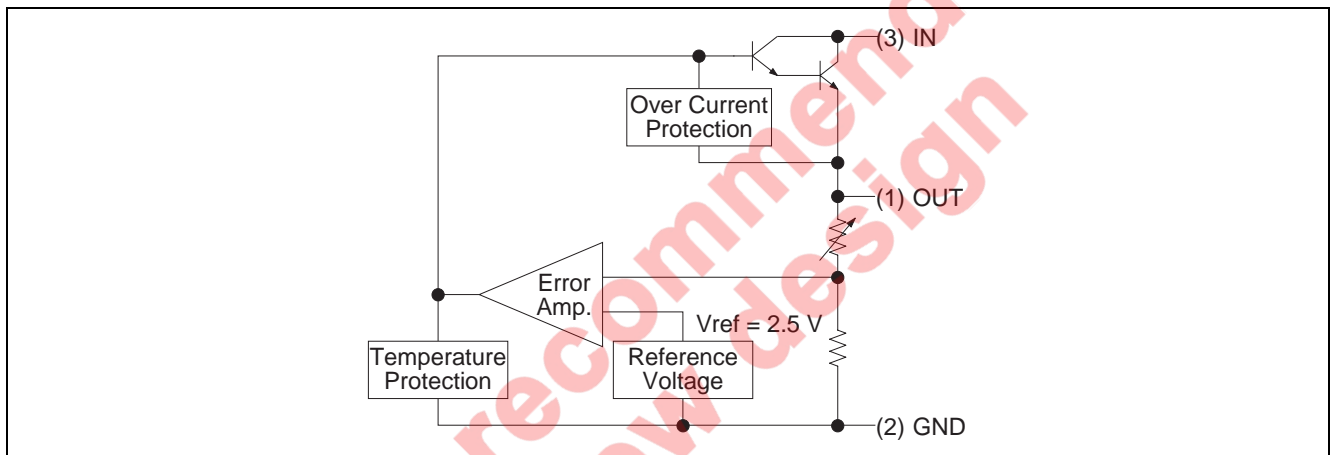 (3) IN
Over Current
Protection
(1) OUT
Error
Amp.
Vref = 2.5 V
Temperature
Protection
Reference
Voltage
(2) GND
recommend
design